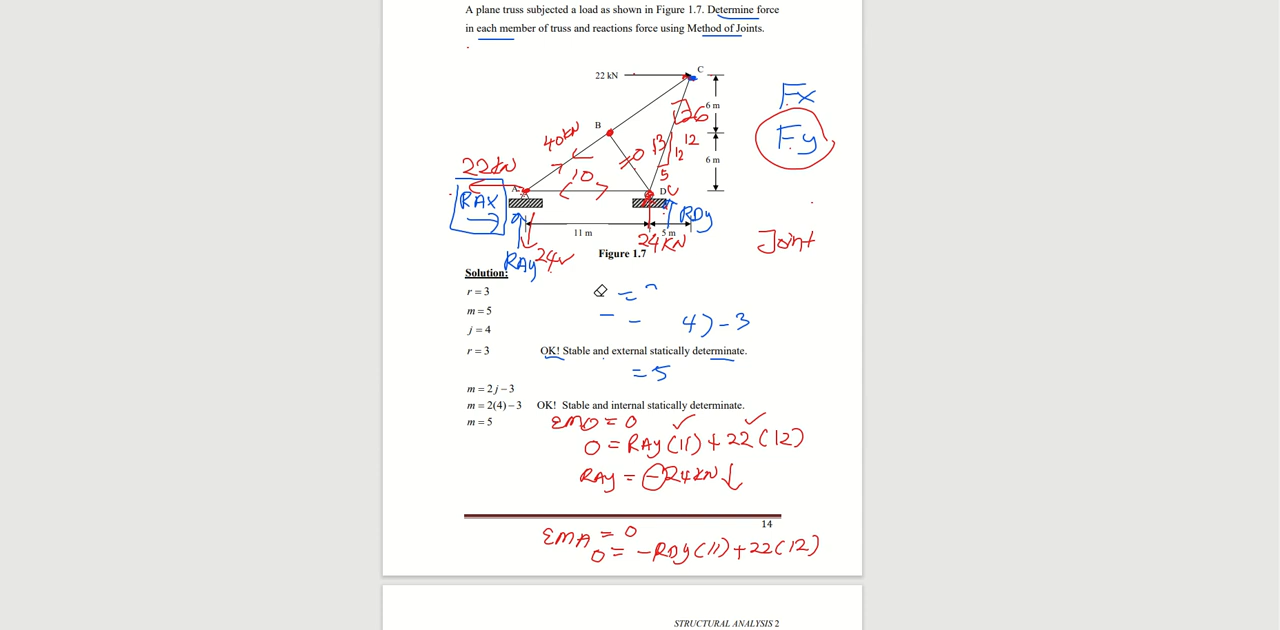 A plane truss subjected a load as shown in Figure 1.7. Determine force
in each member of truss and reactions force using Method of Joints.
22 kN
C
Fx
6 m
26
Fy
B
40kN
0
13
12
12
6 m
22kN
10
5
A
D
RAX
RDy
11 m
5 m
24KN
Joint
Figure 1.7
RAy
24
Solution:
r = 3
= ?
m = 5
4) - 3
j = 4
r = 3 OK! Stable and external statically determinate.
= 5
m = 2j - 3
m = 2(4) - 3 OK! Stable and internal statically determinate.
m = 5
ΣMD = 0
0 = RAy (11) + 22 (12)
RAy = -24KN ↓
14
ΣMA = 0
0 = -RDy (11) + 22 (12)
STRUCTURAL ANALYSIS 2